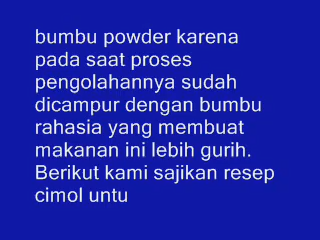 bumbu powder karena
pada saat proses
pengolahannya sudah
dicampur dengan bumbu
rahasia yang membuat
makanan ini lebih gurih.
Berikut kami sajikan resep
cimol untu